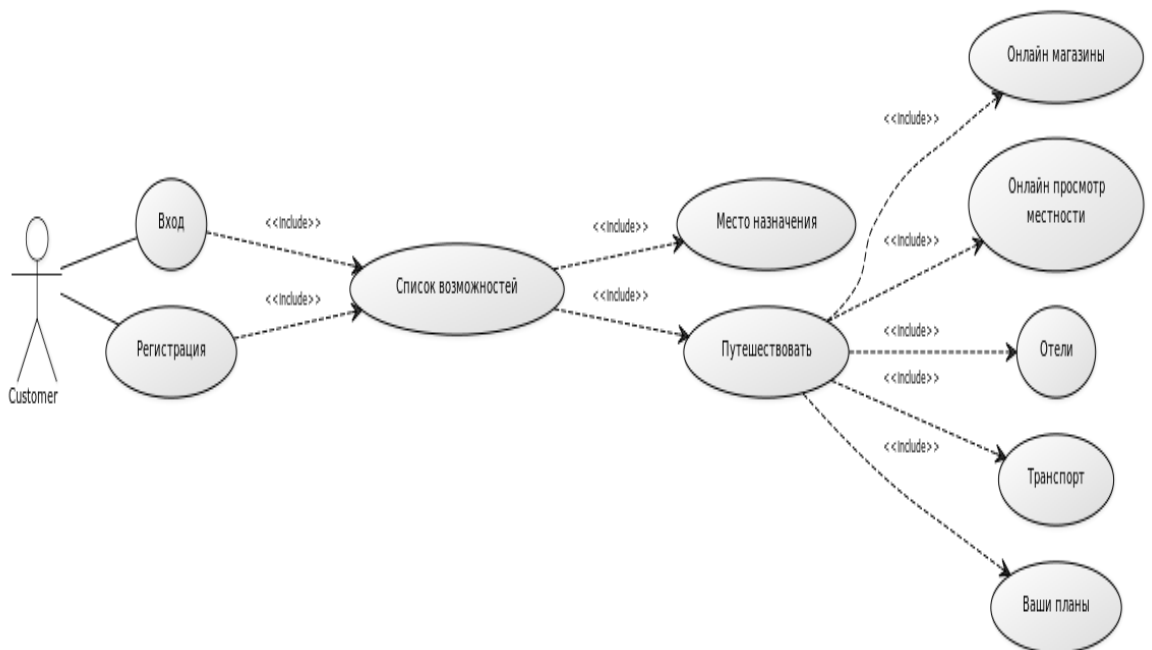 Онлайн магазины
<<include>>
Онлайн просмотр
местности
Вход
<<include>>
<<include>>
Место назначения
<<include>>
Список возможностей
<<include>>
<<include>>
Регистрация
Путешествовать
<<include>>
Отели
<<include>>
Customer
<<include>>
Транспорт
Ваши планы